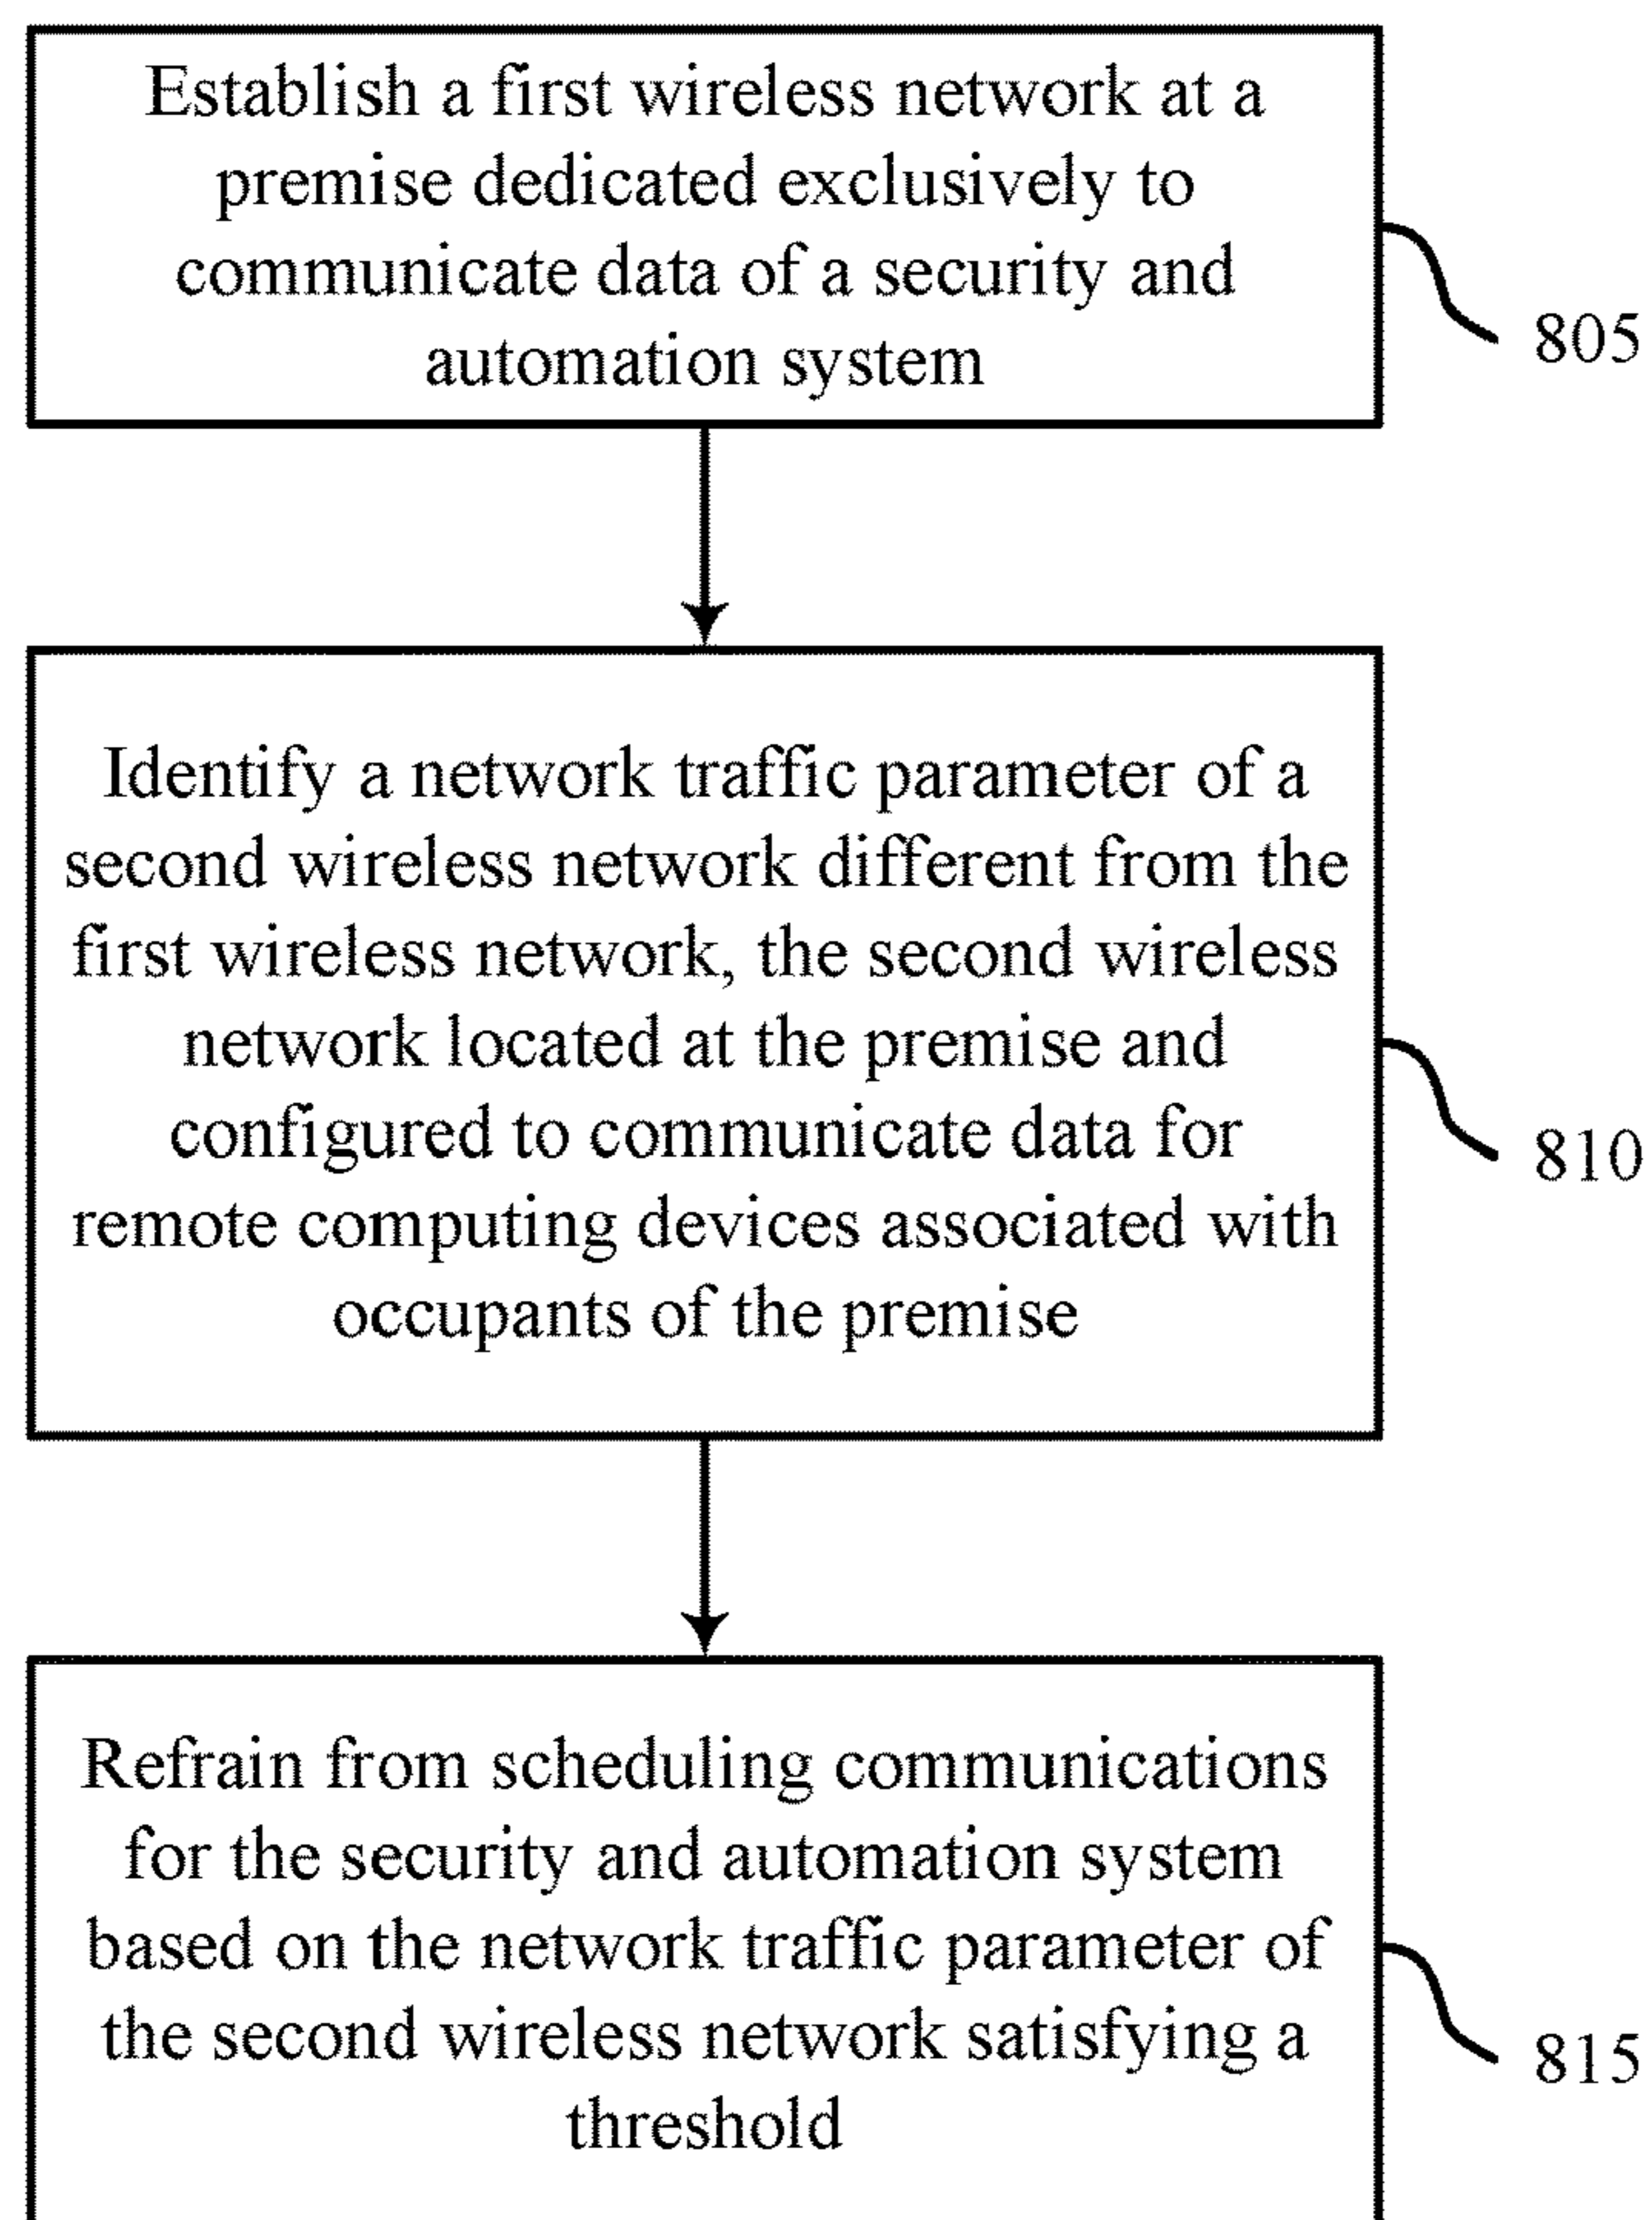 Establish a first wireless network at a
premise dedicated exclusively to
communicate data of a security and
automation system
805
Identify a network traffic parameter of a
second wireless network different from the
first wireless network, the second wireless
network located at the premise and
configured to communicate data for
remote computing devices associated with
occupants of the premise
810
Refrain from scheduling communications
for the security and automation system
based on the network traffic parameter of
the second wireless network satisfying a
threshold
815